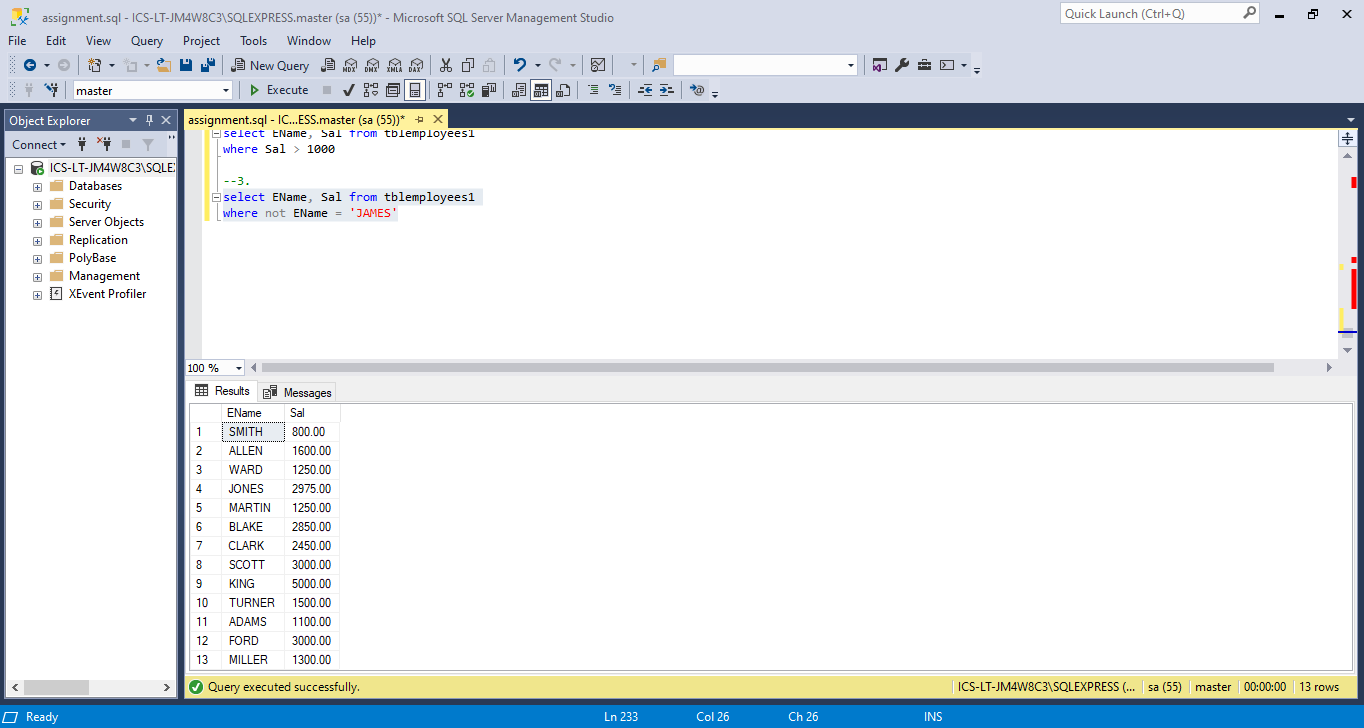 assignment.sql - ICS-LT-JM4W8C3\SQLEXPRESS.master (sa (55))* - Microsoft SQL Server Management Studio
Quick Launch (Ctrl+Q)
File Edit View Query Project Tools Window Help
New Query MDX DMX XMLA DAX
master Execute
Object Explorer
assignment.sql - IC...ESS.master (sa (55))*
Connect
ICS-LT-JM4W8C3\SQLEX
Databases
Security
Server Objects
Replication
PolyBase
Management
XEvent Profiler
select EName, Sal from tblemployees1
where Sal > 1000
--3.
select EName, Sal from tblemployees1
where not EName = 'JAMES'
100 %
Results Messages
EName Sal
1 SMITH 800.00
2 ALLEN 1600.00
3 WARD 1250.00
4 JONES 2975.00
5 MARTIN 1250.00
6 BLAKE 2850.00
7 CLARK 2450.00
8 SCOTT 3000.00
9 KING 5000.00
10 TURNER 1500.00
11 ADAMS 1100.00
12 FORD 3000.00
13 MILLER 1300.00
Query executed successfully.
ICS-LT-JM4W8C3\SQLEXPRESS (... sa (55) master 00:00:00 13 rows
Ready Ln 233 Col 26 Ch 26 INS